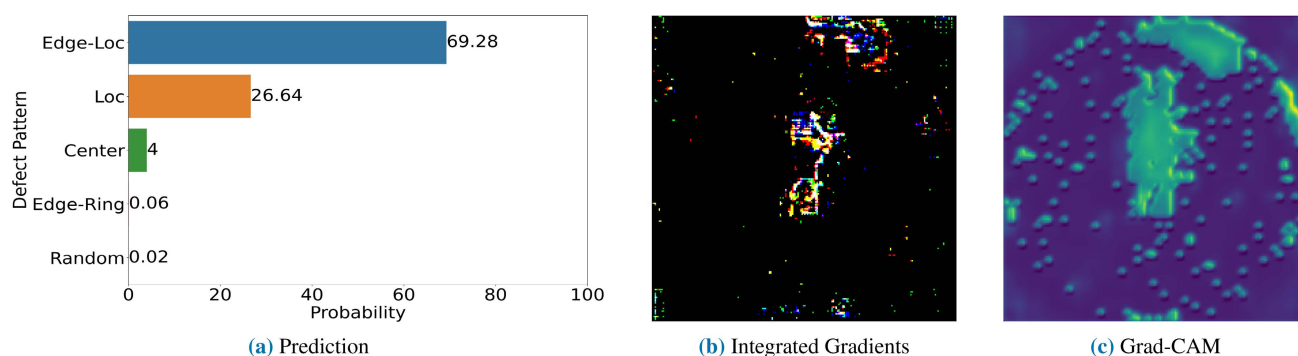 Defect Pattern
Edge-Loc
69.28
Loc
26.64
Center
4
Edge-Ring
0.06
Random
0.02
0
20
40
60
80
100
Probability
(a) Prediction
(b) Integrated Gradients
(c) Grad-CAM